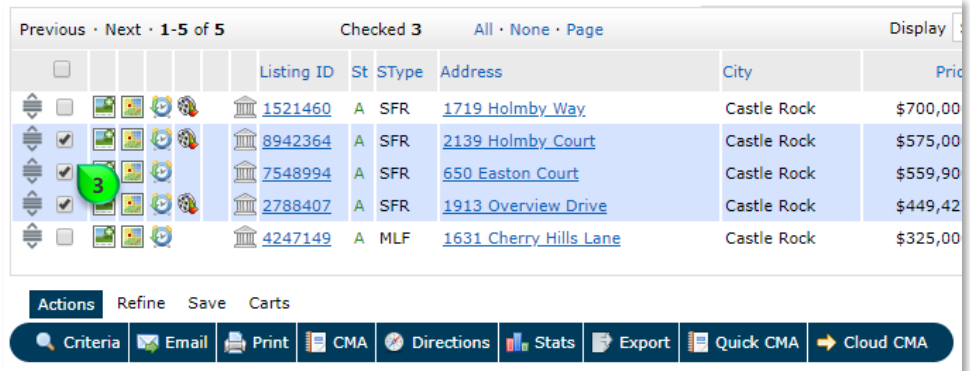 Previous · Next · 1-5 of 5 Checked 3 All · None · Page Display
Listing ID St SType Address City Pric
1521460 A SFR 1719 Holmby Way Castle Rock $700,00
8942364 A SFR 2139 Holmby Court Castle Rock $575,00
7548994 A SFR 650 Easton Court Castle Rock $559,90
3
2788407 A SFR 1913 Overview Drive Castle Rock $449,42
4247149 A MLF 1631 Cherry Hills Lane Castle Rock $325,00
Actions Refine Save Carts
Criteria Email Print CMA Directions Stats Export Quick CMA Cloud CMA